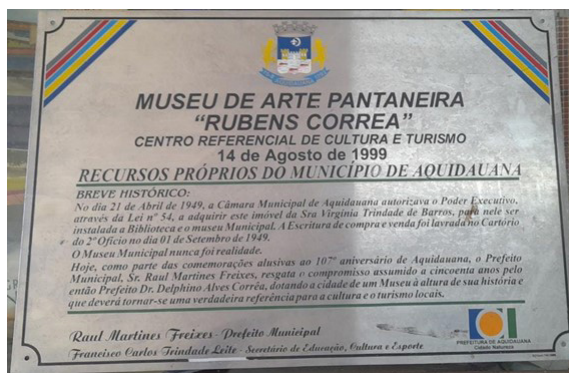 MUSEU DE ARTE PANTANEIRA
"RUBENS CORREA"
CENTRO REFERENCIAL DE CULTURA E TURISMO
14 de Agosto de 1999
RECURSOS PRÓPRIOS DO MUNICÍPIO DE AQUIDAUANA
BREVE HISTÓRICO:
No dia 21 de Abril de 1949, a Câmara Municipal de Aquidauana autorizava o Poder Executivo,
através da Lei nº 54, a adquirir este imóvel da Sra Virgínia Trindade de Barros, para nele ser
instalada a Biblioteca e o museu Municipal. A Escritura de compra e venda foi lavrada no Cartório
do 2º Ofício no dia 01 de Setembro de 1949.
O Museu Municipal nunca foi realidade.
Hoje, como parte das comemorações alusivas ao 107º aniversário de Aquidauana, o Prefeito
Municipal, Sr. Raul Martines Freixes, resgata o compromisso assumido a cincoenta anos pelo
então Prefeito Dr. Delphino Alves Corrêa, dotando a cidade de um Museu à altura de sua história e
que deverá tornar-se uma verdadeira referência para a cultura e o turismo locais.
Raul Martines Freixes - Prefeito Municipal
Francisco Carlos Trindade Leite - Secretário de Educação, Cultura e Esporte
PREFEITURA DE AQUIDAUANA
Cidade Natureza